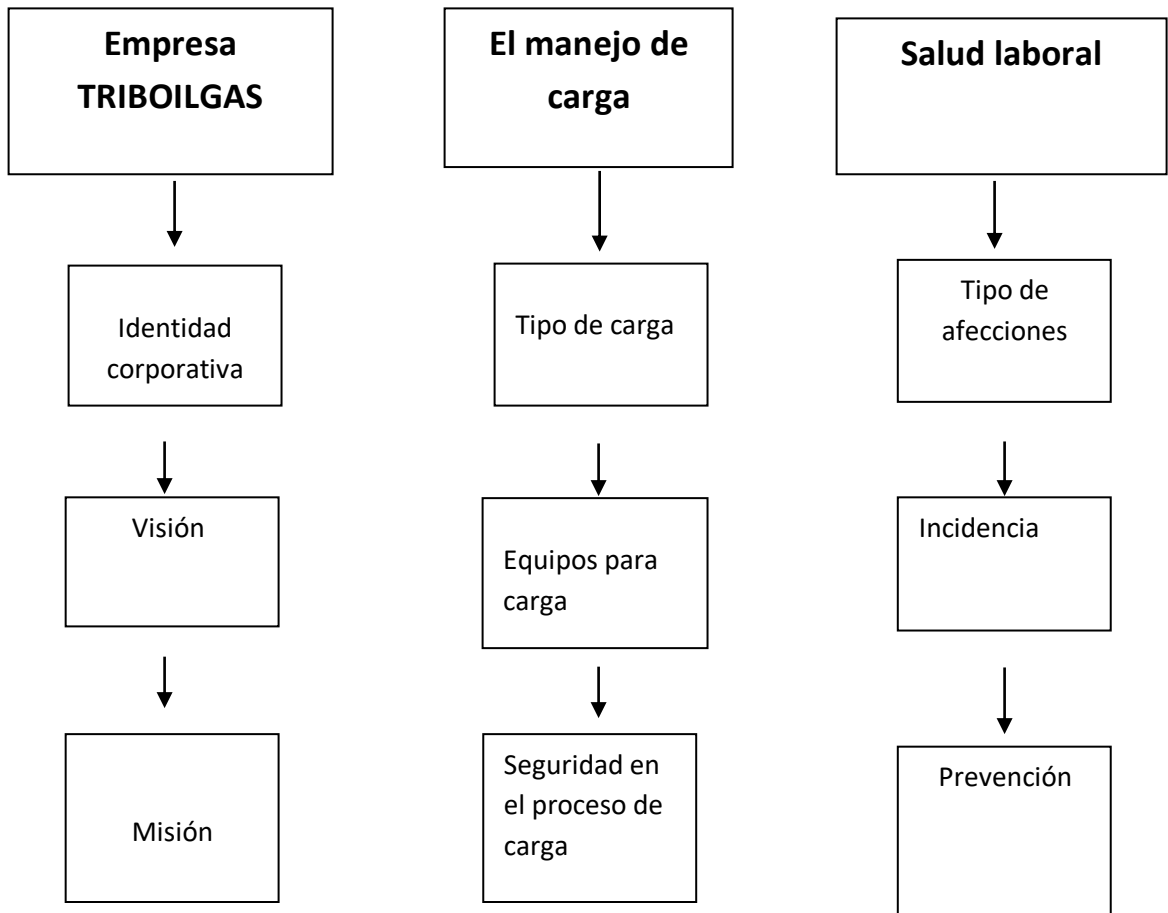 Empresa
TRIBOILGAS
El manejo de
carga
Salud laboral
Identidad
corporativa
Tipo de carga
Tipo de
afecciones
Visión
Equipos para
carga
Incidencia
Misión
Seguridad en
el proceso de
carga
Prevención